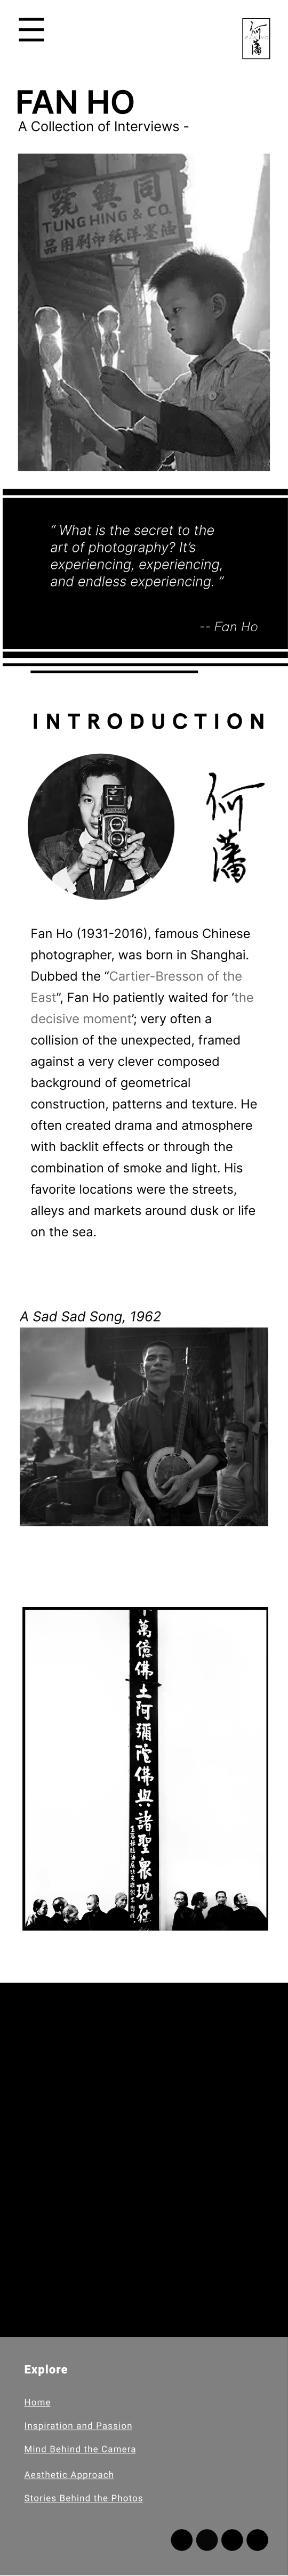 何藩
FAN HO
A Collection of Interviews -
號興同
TUNG HING & CO.
品用刷印紙洋墨油
“ What is the secret to the
art of photography? It’s
experiencing, experiencing,
and endless experiencing. ”
-- Fan Ho
INTRODUCTION
何藩
Fan Ho (1931-2016), famous Chinese
photographer, was born in Shanghai.
Dubbed the “Cartier-Bresson of the
East”, Fan Ho patiently waited for ‘the
decisive moment’; very often a
collision of the unexpected, framed
against a very clever composed
background of geometrical
construction, patterns and texture. He
often created drama and atmosphere
with backlit effects or through the
combination of smoke and light. His
favorite locations were the streets,
alleys and markets around dusk or life
on the sea.
A Sad Sad Song, 1962
萬億佛土阿彌陀佛與諸聖衆現在
Explore
Home
Inspiration and Passion
Mind Behind the Camera
Aesthetic Approach
Stories Behind the Photos